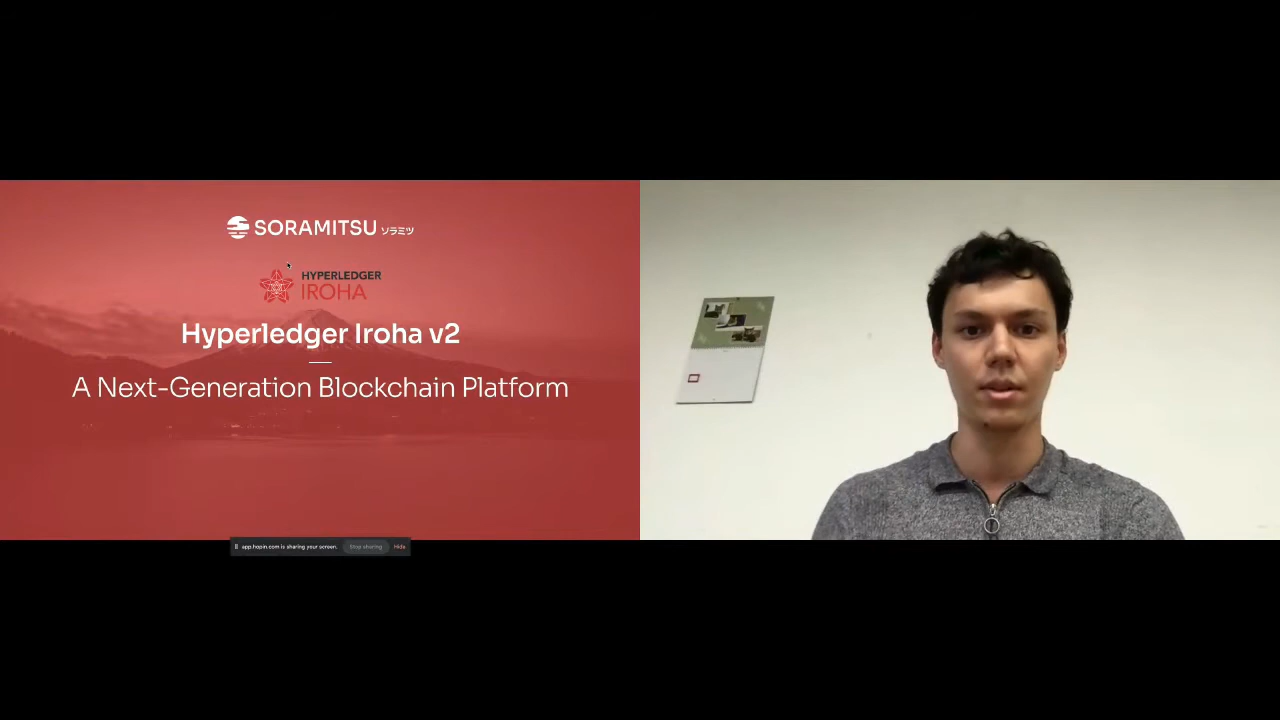 SORAMITSU ソラミツ
HYPERLEDGER
IROHA
Hyperledger Iroha v2
A Next-Generation Blockchain Platform
app.hopin.com is sharing your screen. Stop sharing Hide